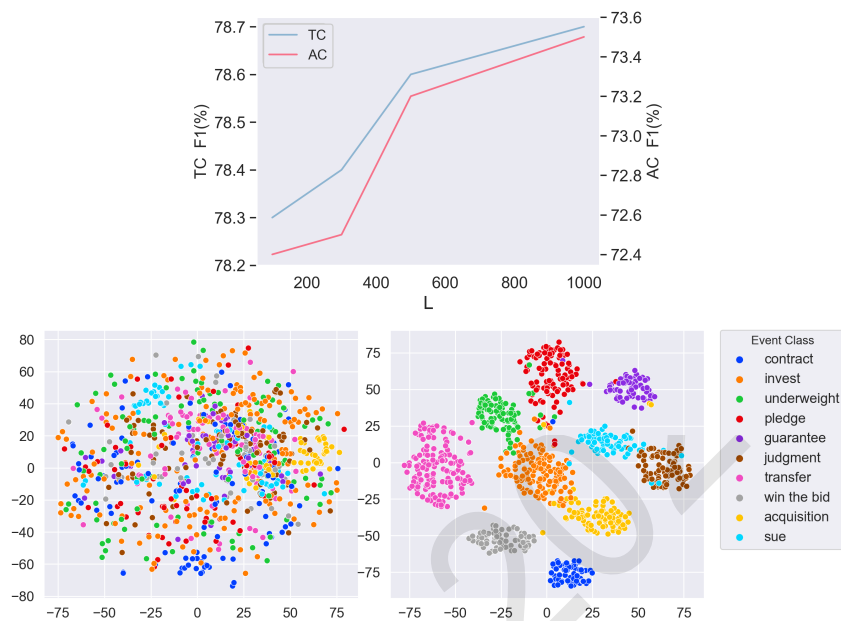 78.7
78.6
78.5
78.4
78.3
78.2
TC F1(%)
TC
AC
73.6
73.4
73.2
73.0
72.8
72.6
72.4
AC F1(%)
200 400 600 800 1000
L
80
60
40
20
0
−20
−40
−60
−80
−75 −50 −25 0 25 50 75
75
50
25
0
−25
−50
−75
−75 −50 −25 0 25 50 75
Event Class
contract
invest
underweight
pledge
guarantee
judgment
transfer
win the bid
acquisition
sue